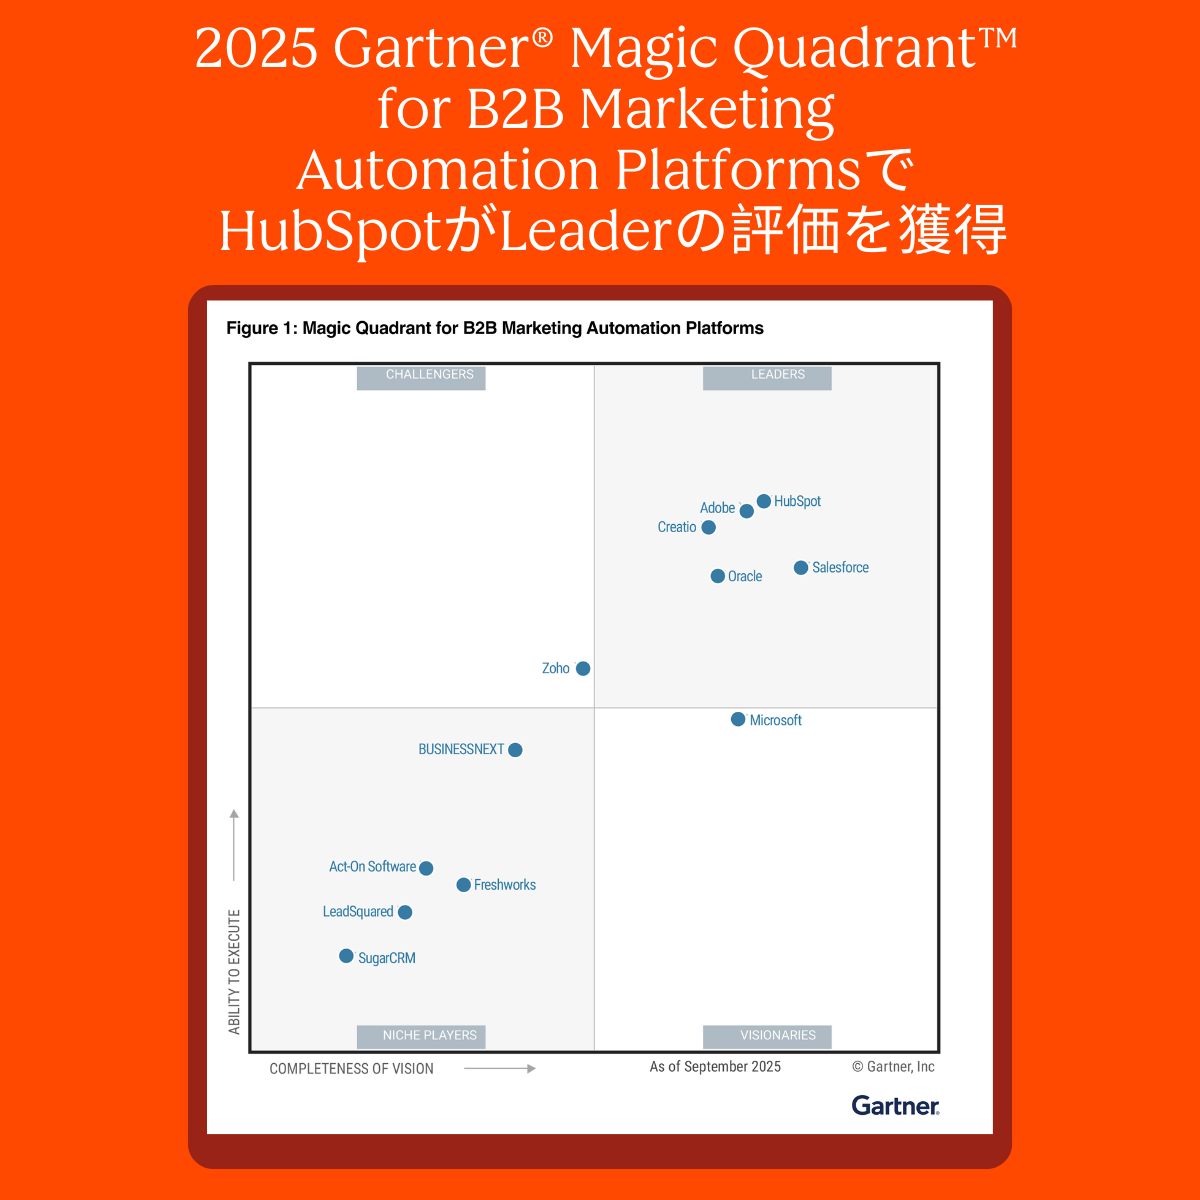 2025 Gartner® Magic Quadrant™
for B2B Marketing
Automation Platformsで
HubSpotがLeaderの評価を獲得
Figure 1: Magic Quadrant for B2B Marketing Automation Platforms
CHALLENGERS
LEADERS
HubSpot
Adobe
Creatio
Salesforce
Oracle
Zoho
Microsoft
BUSINESSNEXT
Act-On Software
Freshworks
LeadSquared
SugarCRM
ABILITY TO EXECUTE
NICHE PLAYERS
VISIONARIES
COMPLETENESS OF VISION
As of September 2025
© Gartner, Inc
Gartner®